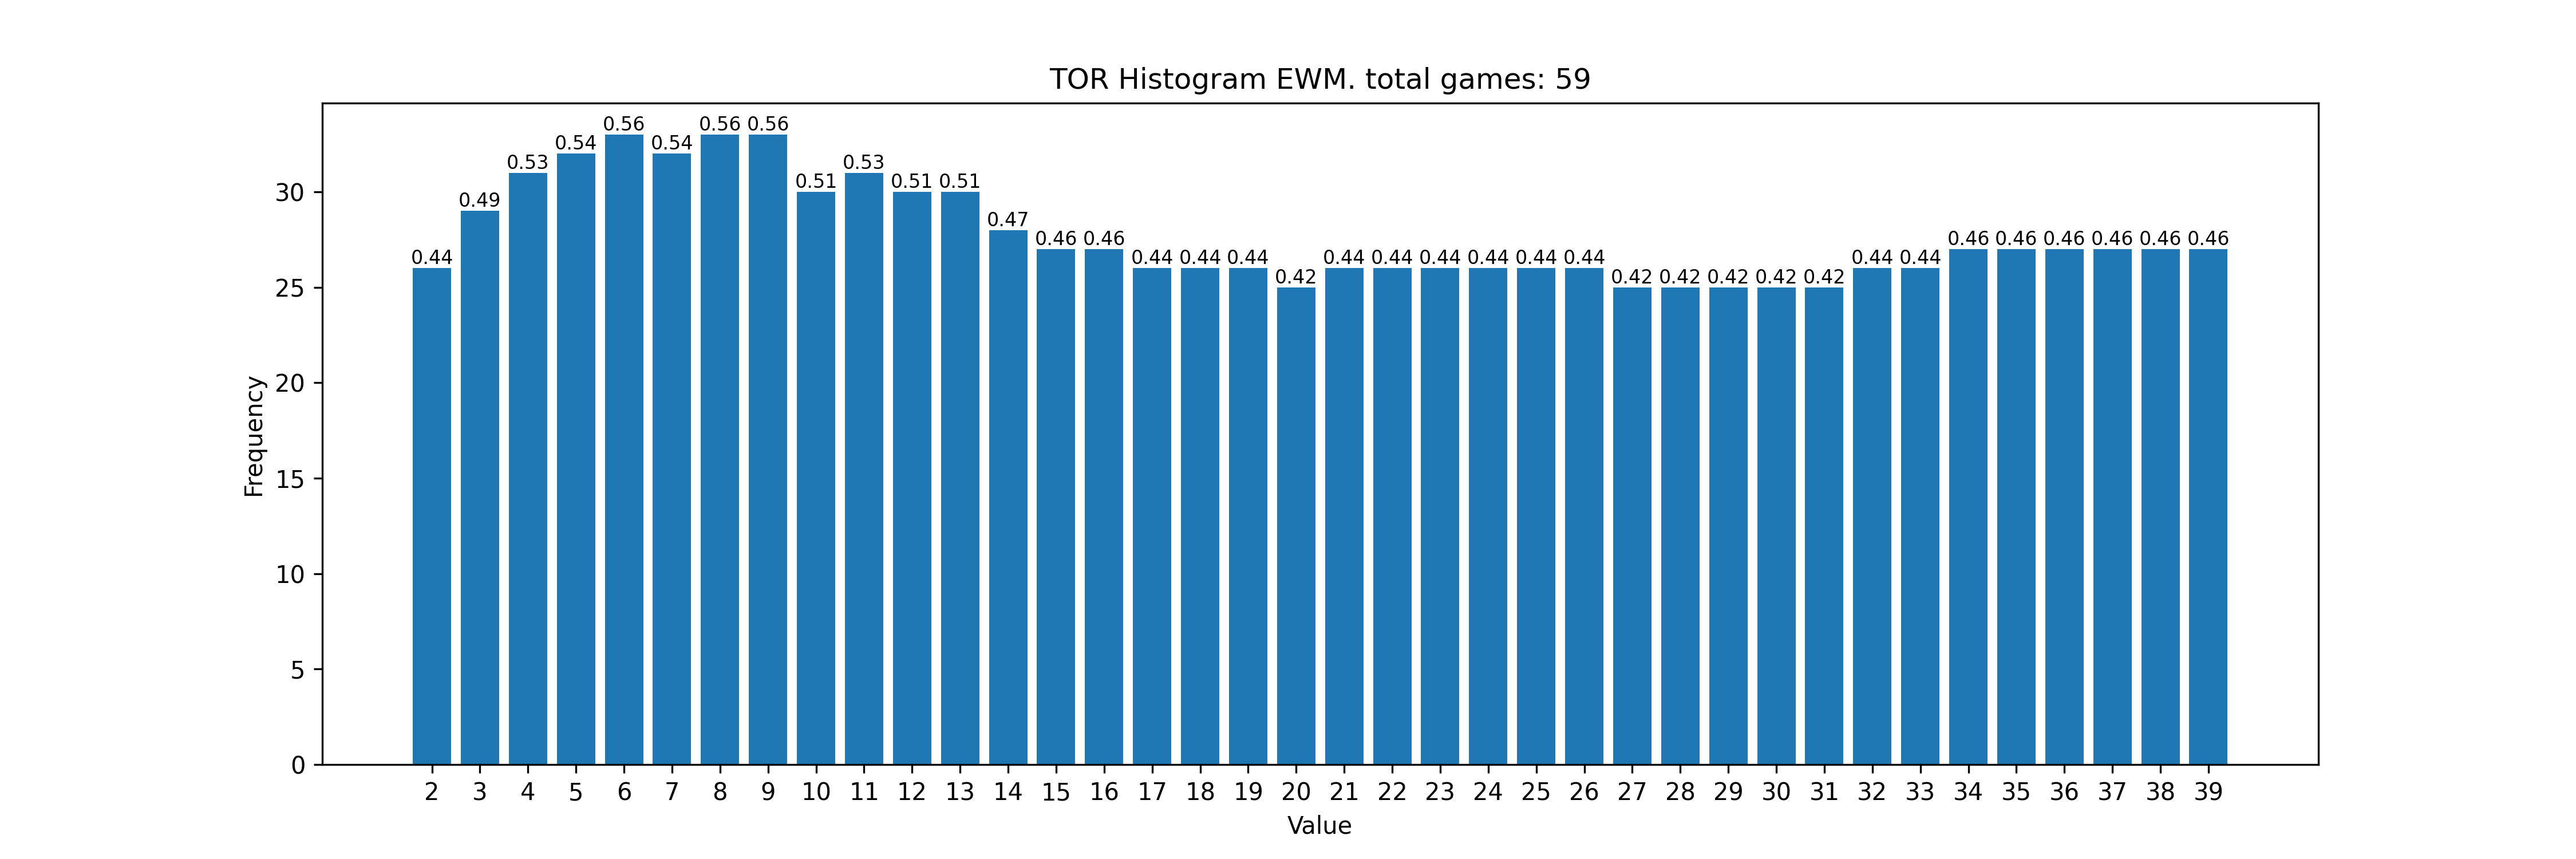 TOR Histogram EWM. total games: 59
Frequency
30
25
20
15
10
5
0
0.44 0.49 0.53 0.54 0.56 0.54 0.56 0.56 0.51 0.53 0.51 0.51 0.47 0.46 0.46 0.44 0.44 0.44 0.42 0.44 0.44 0.44 0.44 0.44 0.44 0.42 0.42 0.42 0.42 0.42 0.44 0.44 0.46 0.46 0.46 0.46 0.46 0.46
2 3 4 5 6 7 8 9 10 11 12 13 14 15 16 17 18 19 20 21 22 23 24 25 26 27 28 29 30 31 32 33 34 35 36 37 38 39
Value